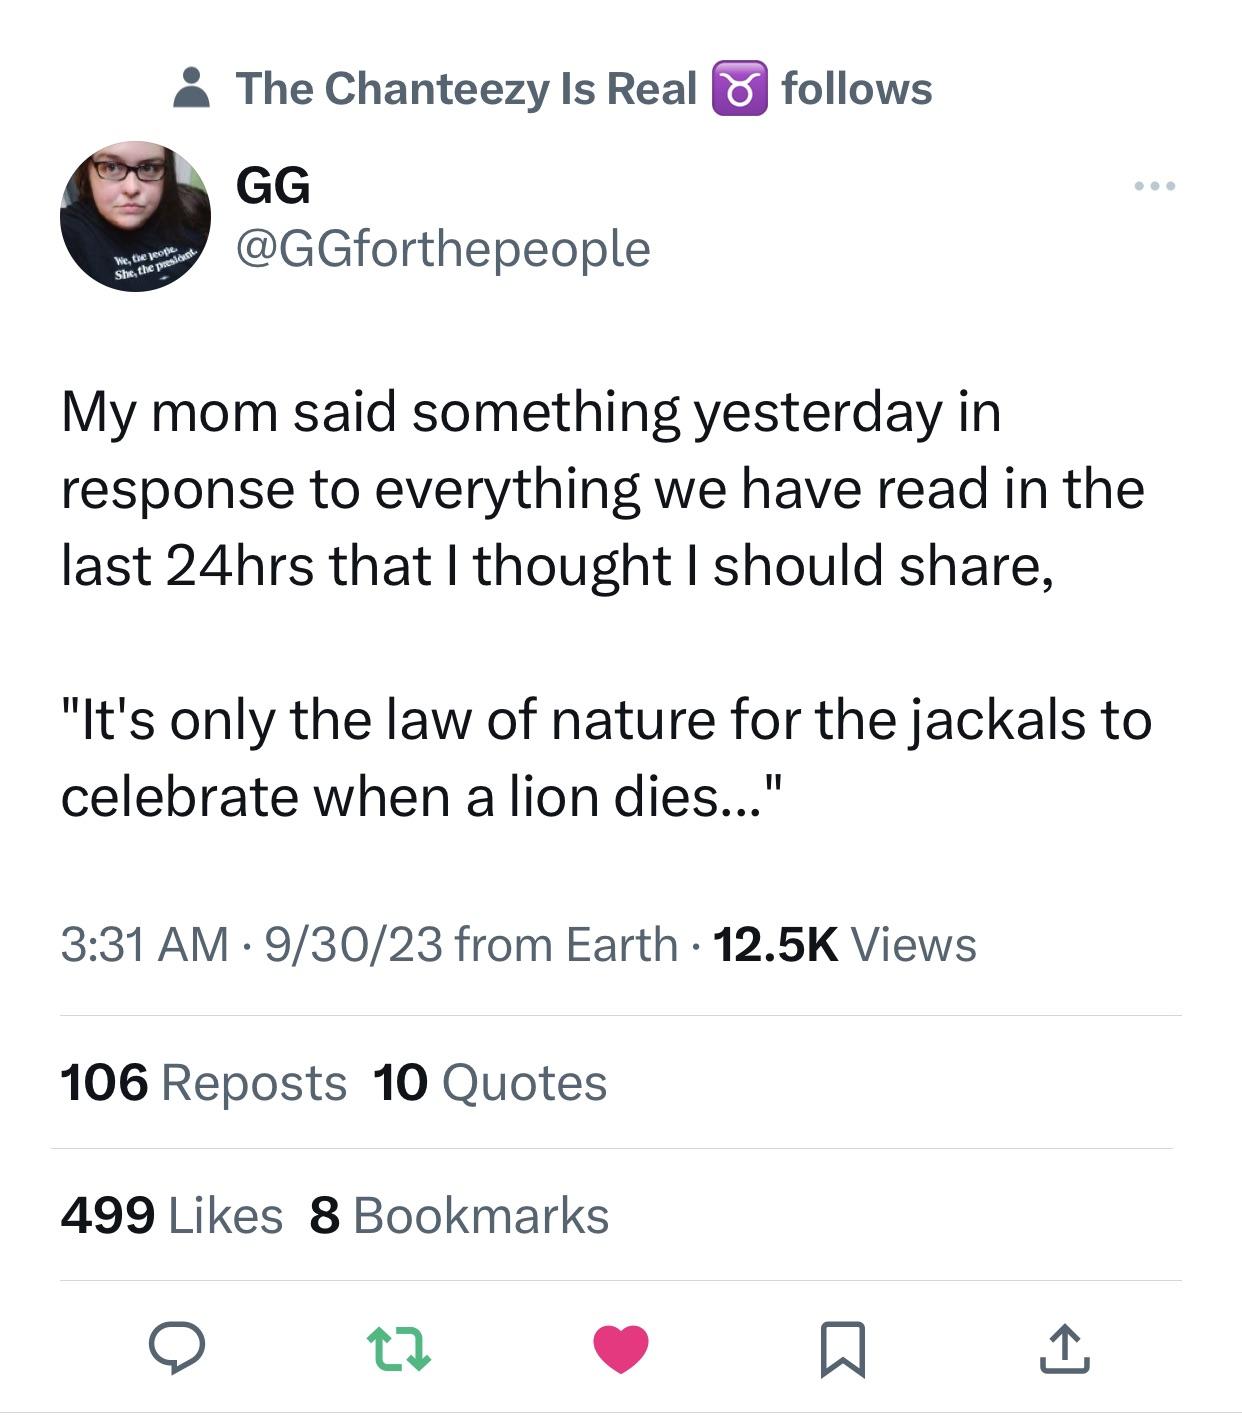 The Chanteezy Is Real ♉ follows
GG
@GGforthepeople
We, the people.
She, the president.
My mom said something yesterday in
response to everything we have read in the
last 24hrs that I thought I should share,
"It's only the law of nature for the jackals to
celebrate when a lion dies..."
3:31 AM · 9/30/23 from Earth · 12.5K Views
106 Reposts 10 Quotes
499 Likes 8 Bookmarks